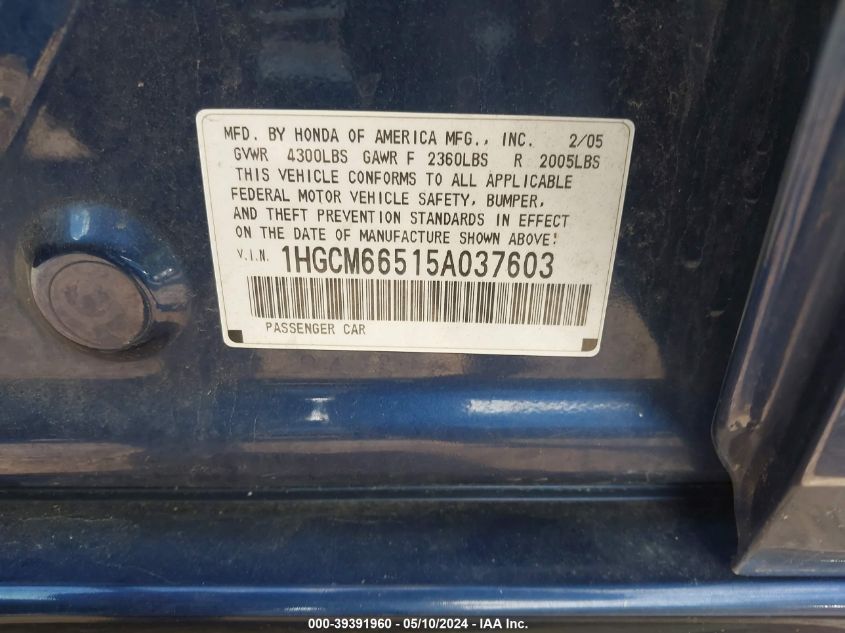 MFD. BY HONDA OF AMERICA MFG., INC. 2/05
GVWR 4300LBS GAWR F 2360LBS R 2005LBS
THIS VEHICLE CONFORMS TO ALL APPLICABLE
FEDERAL MOTOR VEHICLE SAFETY, BUMPER,
AND THEFT PREVENTION STANDARDS IN EFFECT
ON THE DATE OF MANUFACTURE SHOWN ABOVE:
V.I.N. 1HGCM66515A037603
PASSENGER CAR
000-39391960 - 05/10/2024 - IAA Inc.